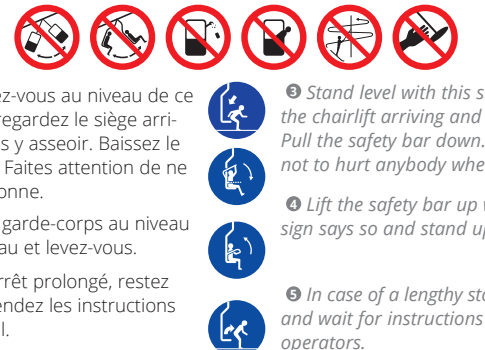 ez-vous au niveau de ce
regardez le siège arri-
s y asseoir. Baissez le
Faites attention de ne
onne.
garde-corps au niveau
au et levez-vous.
rrêt prolongé, restez
endez les instructions
l.
❸ Stand level with this s
the chairlift arriving and
Pull the safety bar down.
not to hurt anybody whe
❹ Lift the safety bar up
sign says so and stand up
❺ In case of a lengthy sto
and wait for instructions
operators.